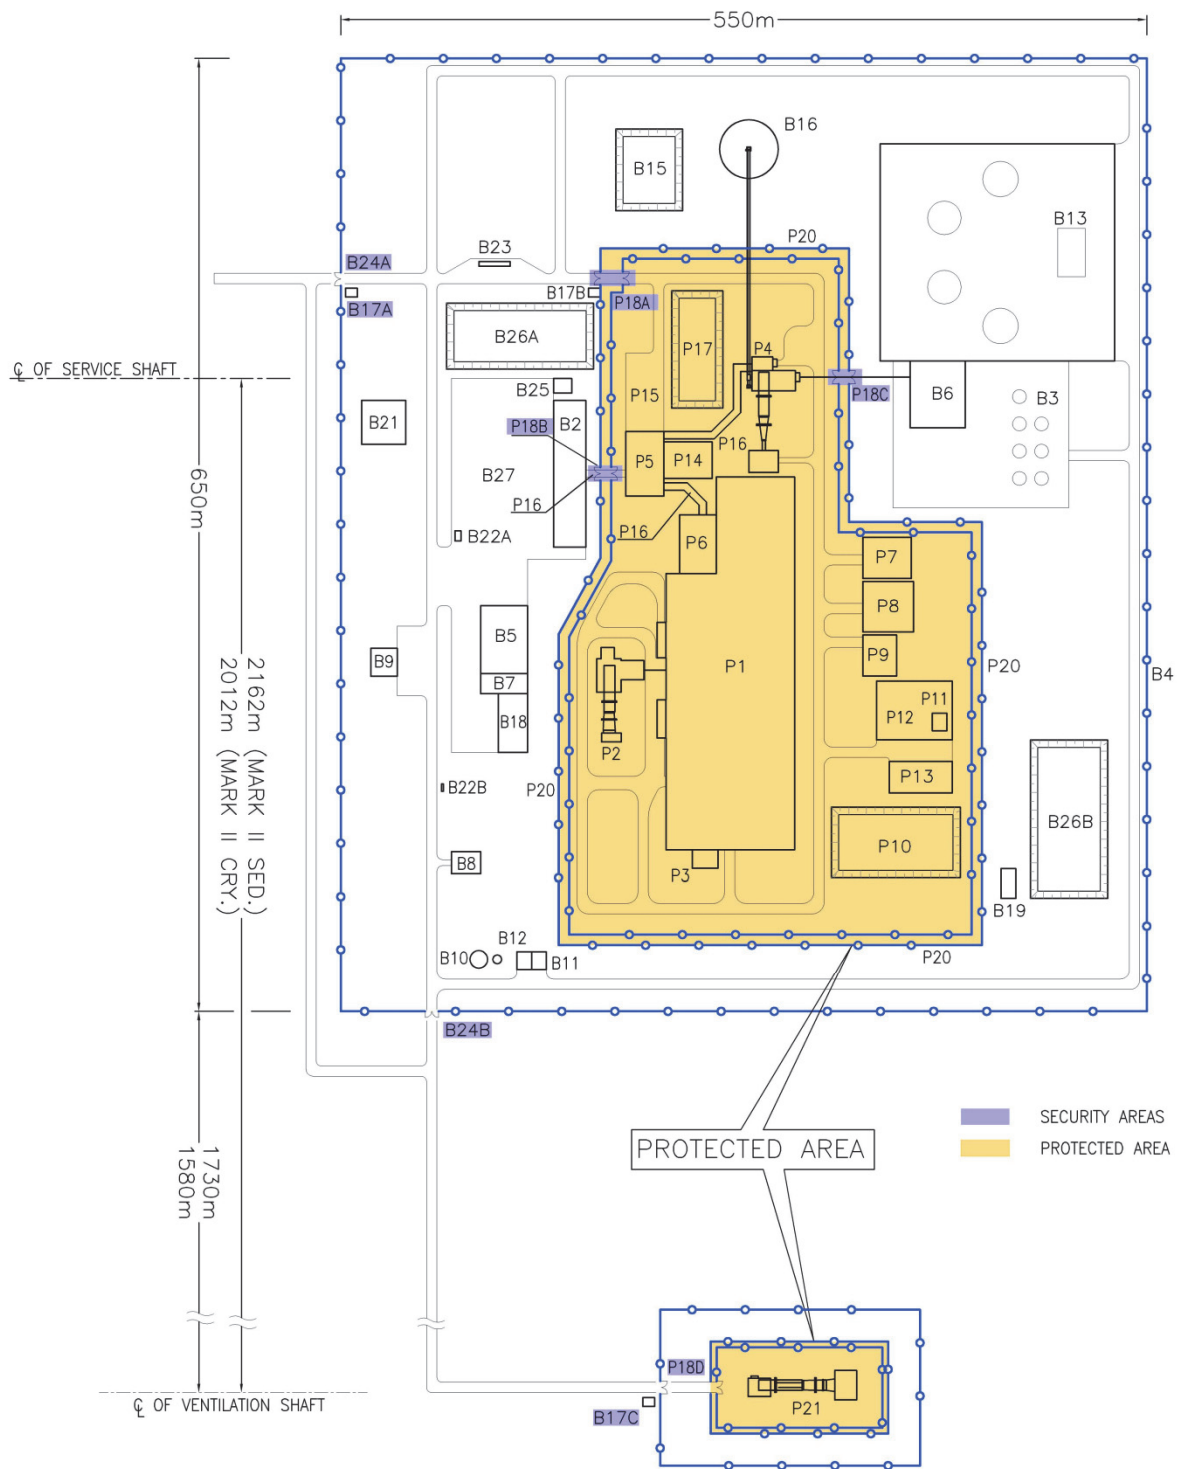 550m
B16
B15
B13
P20
B24A
B23
B17A
B17B
P18A
B26A
P17
P4
℄ OF SERVICE SHAFT
B25
P15
P18C
B6
B3
B21
B2
P18B
P16
P5
P14
B27
P16
P16
B22A
P6
P7
650m
P8
B5
B9
P9
P1
P20
B4
B7
2162m (MARK II SED.)
2012m (MARK II CRY.)
P11
P12
B18
P2
P13
B22B
P20
B26B
P10
B8
P3
B19
B12
B10
B11
P20
B24B
SECURITY AREAS
PROTECTED AREA
PROTECTED AREA
1730m
1580m
P18D
℄ OF VENTILATION SHAFT
P21
B17C